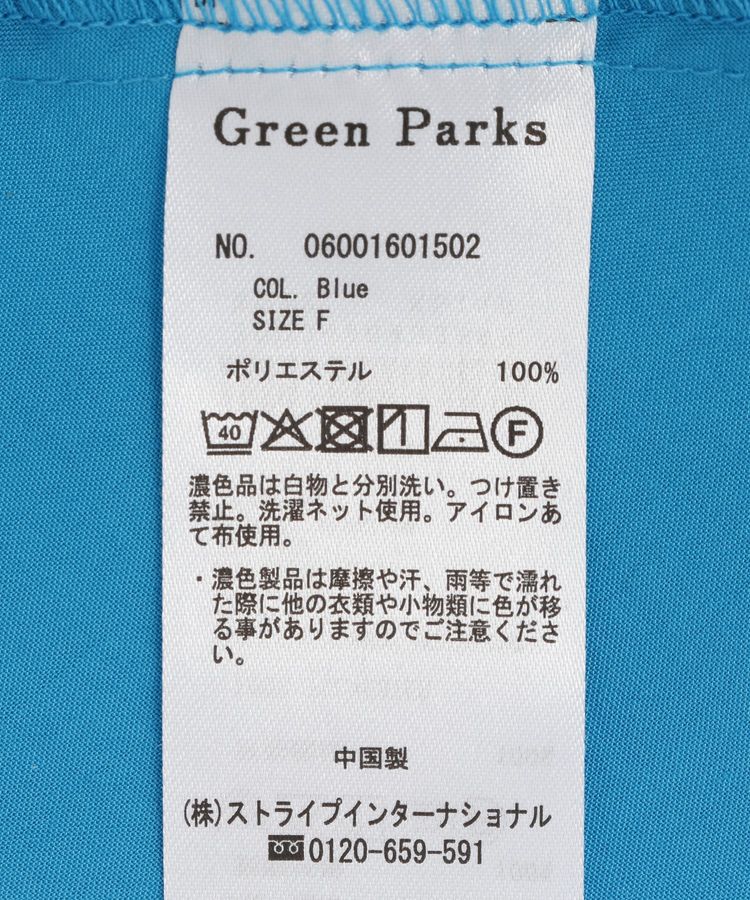 Green Parks
NO. 06001601502
COL. Blue
SIZE F
ポリエステル 100%
40 F
濃色品は白物と分別洗い。つけ置き
禁止。洗濯ネット使用。アイロンあ
て布使用。
・濃色製品は摩擦や汗、雨等で濡れ
た際に他の衣類や小物類に色が移
る事がありますのでご注意くださ
い。
中国製
(株)ストライプインターナショナル
0120-659-591